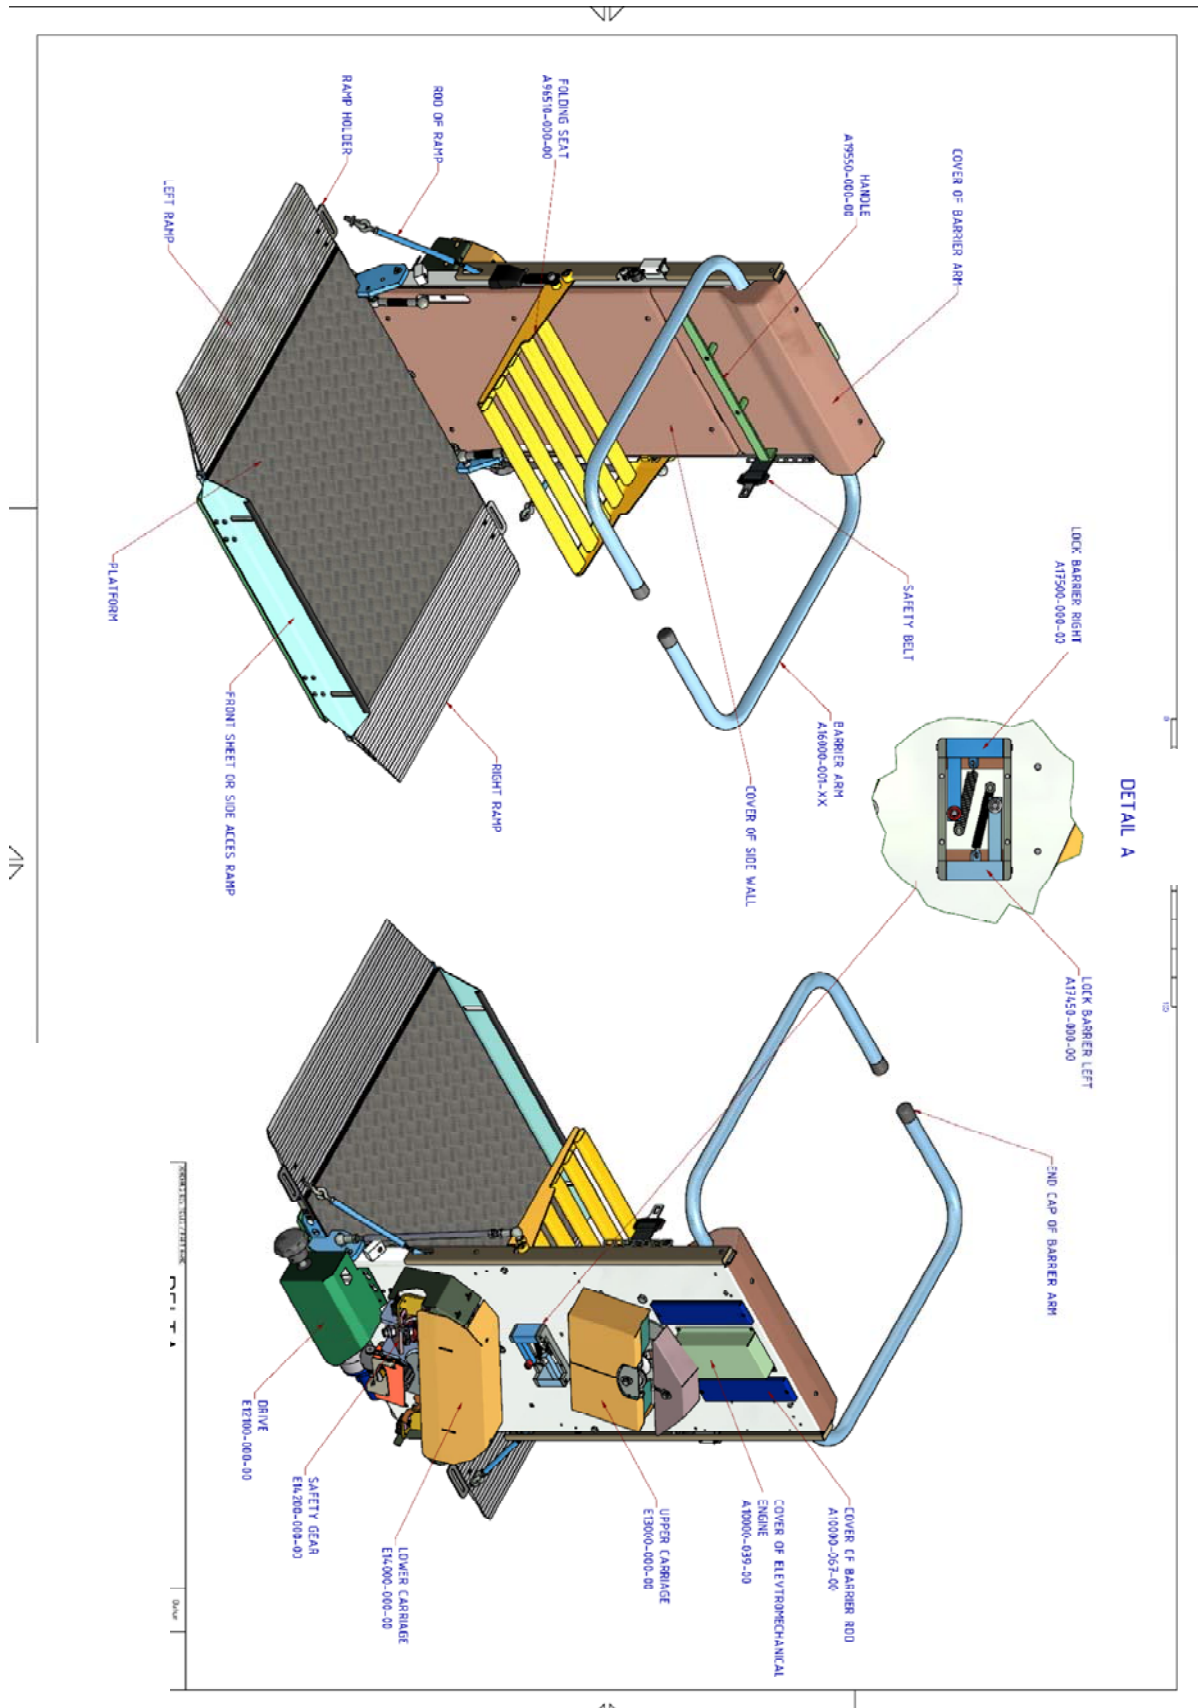 DETAIL A
LOCK BARRIER RIGHT
A17500-000-00
LOCK BARRIER LEFT
A17450-000-00
COVER OF BARRIER ARM
HANDLE
A19550-000-00
FOLDING SEAT
A96510-000-00
ROD OF RAMP
RAMP HOLDER
LEFT RAMP
SAFETY BELT
BARRIER ARM
A16000-001-XX
COVER OF SIDE WALL
RIGHT RAMP
FRONT SHEET OR SIDE ACCES RAMP
PLATFORM
END CAP OF BARRIER ARM
COVER OF BARRIER ROD
A10000-067-00
COVER OF ELEVTROMECHANICAL
ENGINE
A10000-039-00
UPPER CARRIAGE
E13000-000-00
LOWER CARRIAGE
E14000-000-00
SAFETY GEAR
E14200-000-00
DRIVE
E12100-000-00